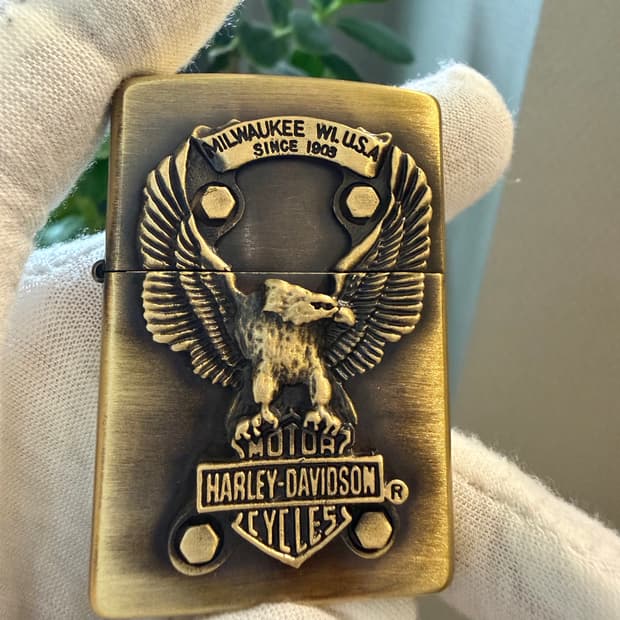 MILWAUKEE WI. U.S.A
SINCE 1903
MOTOR
HARLEY-DAVIDSON
®
CYCLES